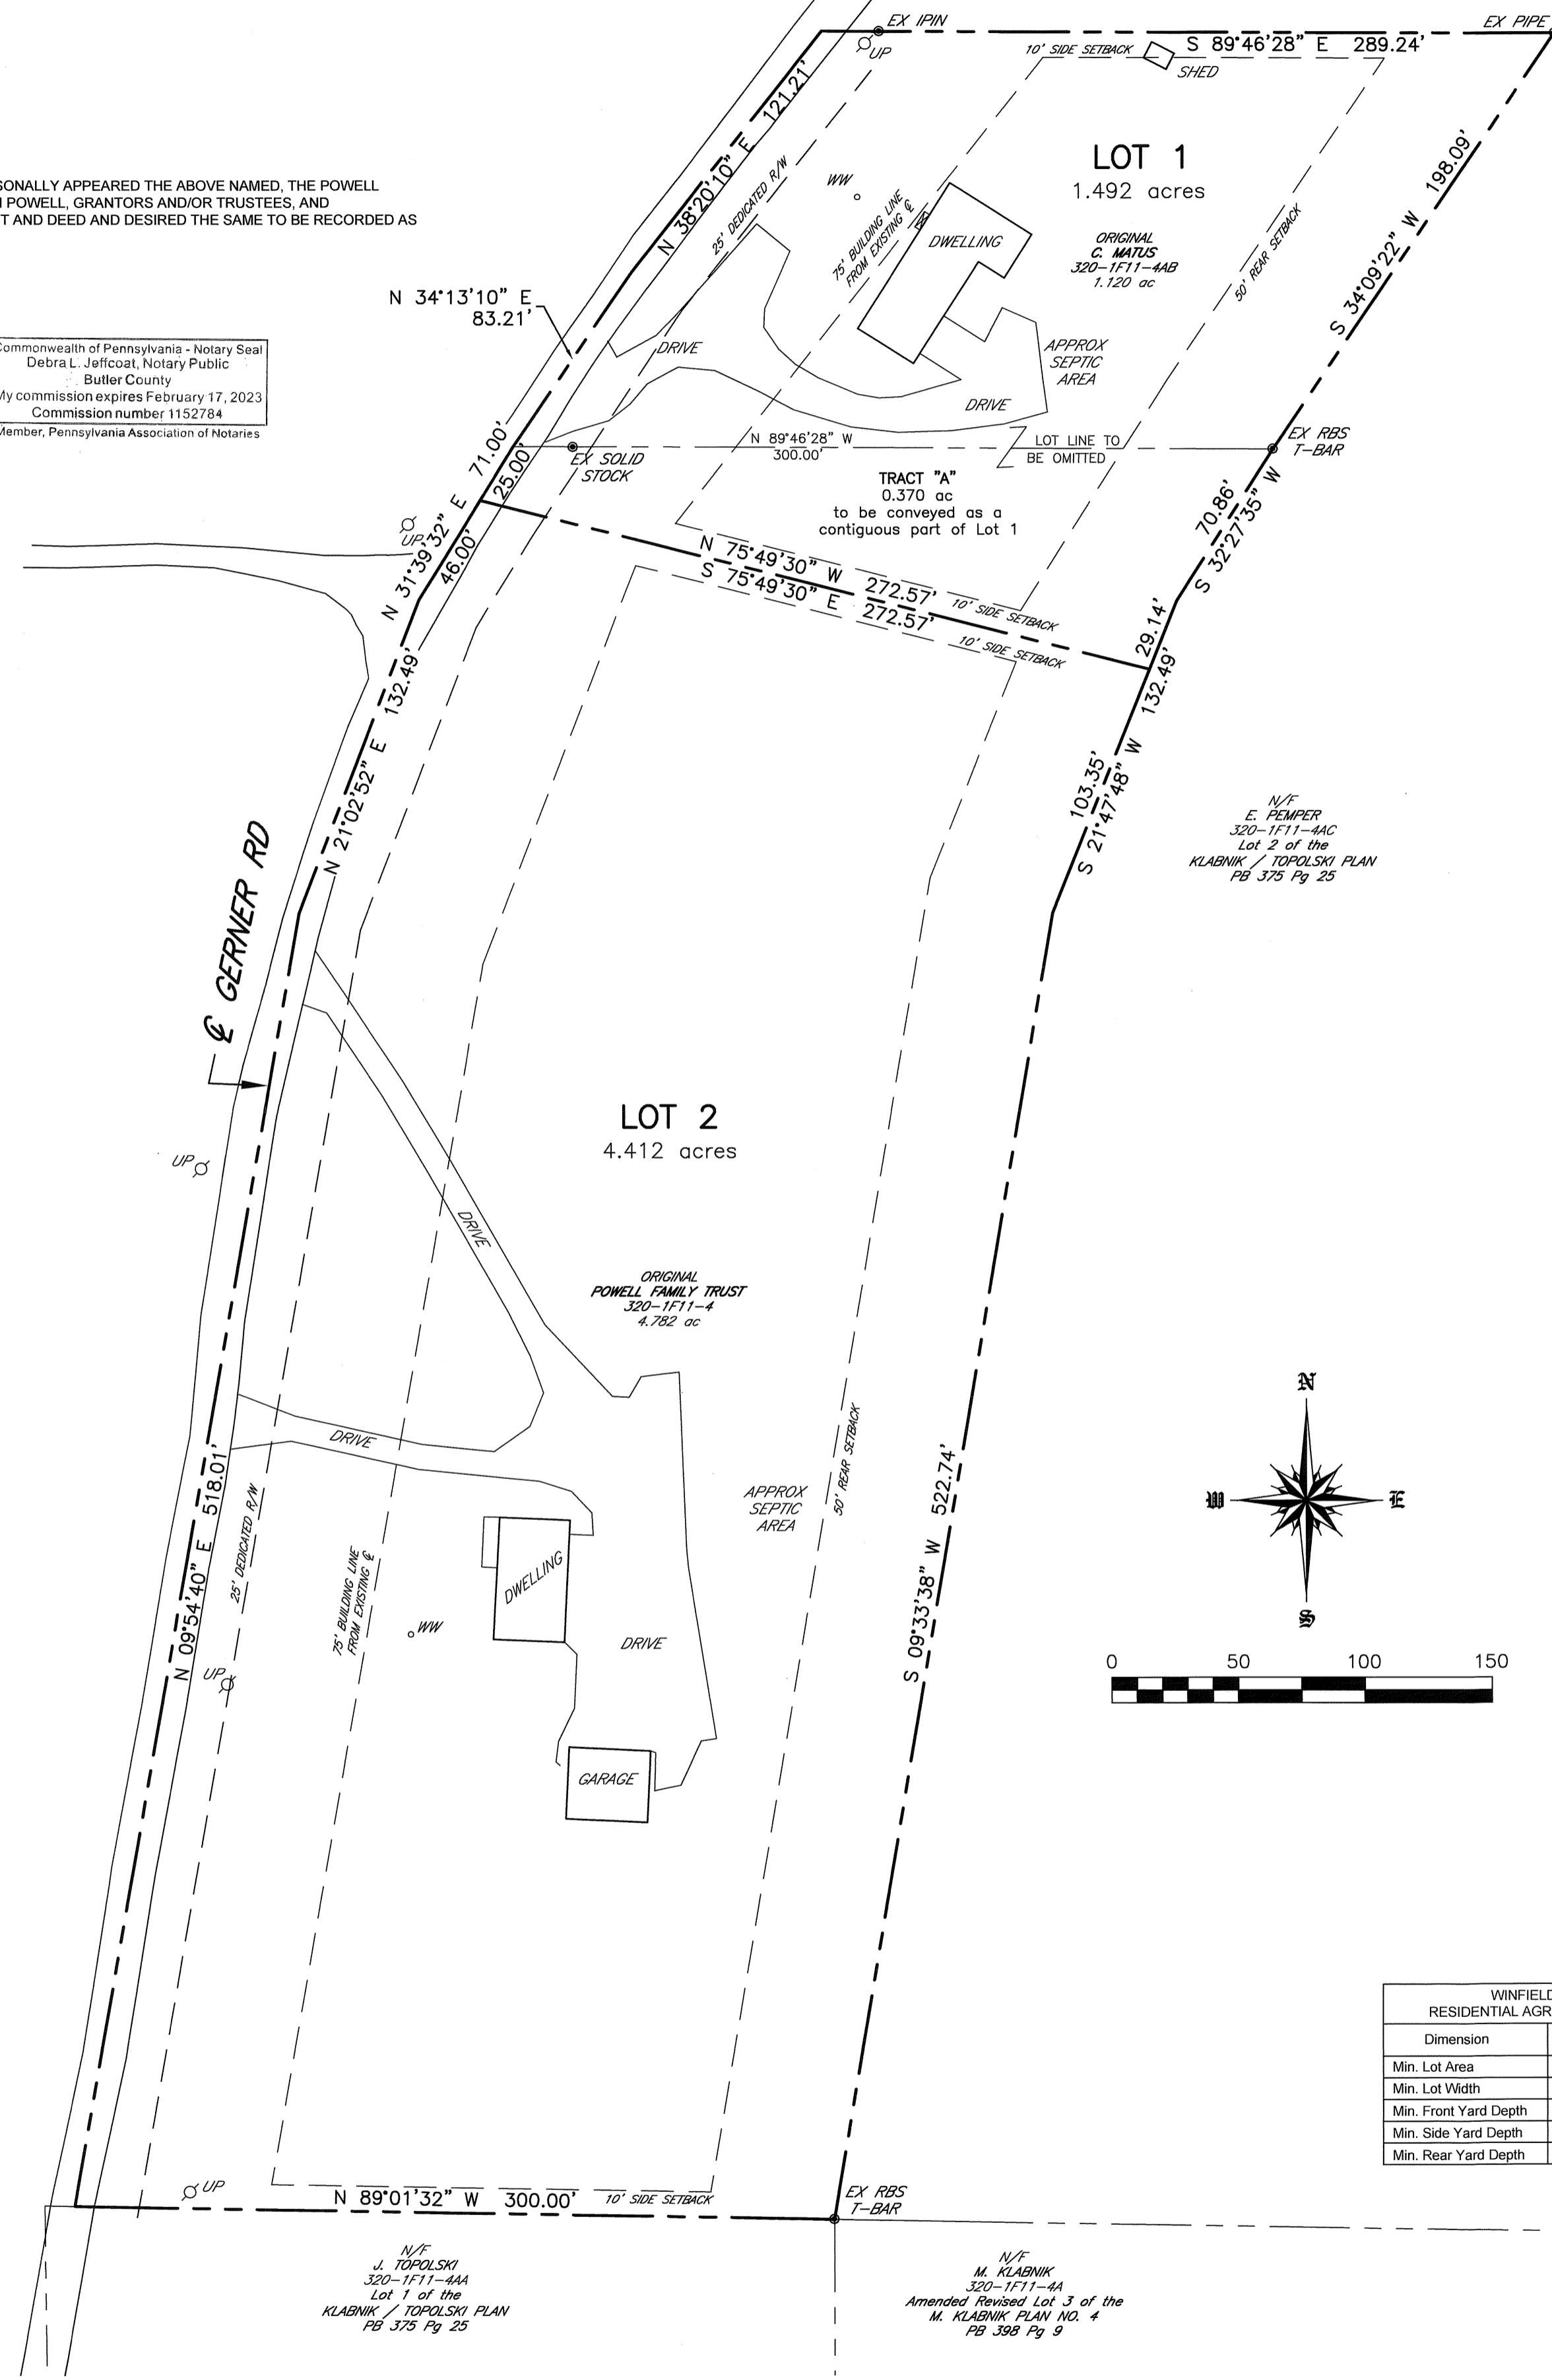 EX IPIN
EX PIPE
UP
10' SIDE SETBACK
S 89°46'28" E 289.24'
SHED
N 38°20'10" E 121.21'
25' DEDICATED R/W
LOT 1
1.492 acres
WW
75' BUILDING LINE
FROM EXISTING ℄
DWELLING
ORIGINAL
C. MATUS
320-1F11-4AB
1.120 ac
50' REAR SETBACK
S 34°09'22" W 198.09'
SONALLY APPEARED THE ABOVE NAMED, THE POWELL
POWELL, GRANTORS AND/OR TRUSTEES, AND
T AND DEED AND DESIRED THE SAME TO BE RECORDED AS
N 34°13'10" E
83.21'
Commonwealth of Pennsylvania - Notary Seal
Debra L. Jeffcoat, Notary Public
Butler County
My commission expires February 17, 2023
Commission number 1152784
Member, Pennsylvania Association of Notaries
DRIVE
APPROX
SEPTIC
AREA
DRIVE
N 89°46'28" W
300.00'
LOT LINE TO
BE OMITTED
EX RBS
T-BAR
EX SOLID
STOCK
N 31°39'32" E 71.00'
25.00'
46.00'
UP
TRACT "A"
0.370 ac
to be conveyed as a
contiguous part of Lot 1
70.86'
S 32°27'35" W
N 75°49'30" W 272.57'
S 75°49'30" E 272.57'
10' SIDE SETBACK
10' SIDE SETBACK
29.14'
132.49'
103.35'
S 21°47'48" W
N 21°02'52" E 132.49'
N/F
E. PEMPER
320-1F11-4AC
Lot 2 of the
KLABNIK / TOPOLSKI PLAN
PB 375 Pg 25
℄ GERNER RD
LOT 2
4.412 acres
UP
DRIVE
ORIGINAL
POWELL FAMILY TRUST
320-1F11-4
4.782 ac
DRIVE
N 09°54'40" E 518.01'
25' DEDICATED R/W
75' BUILDING LINE
FROM EXISTING ℄
DWELLING
WW
DRIVE
APPROX
SEPTIC
AREA
50' REAR SETBACK
S 09°33'38" W 522.74'
N
W
E
S
UP
0 50 100 150
GARAGE
WINFIELD
RESIDENTIAL AGR
Dimension
Min. Lot Area
Min. Lot Width
Min. Front Yard Depth
Min. Side Yard Depth
Min. Rear Yard Depth
UP
N 89°01'32" W 300.00'
10' SIDE SETBACK
EX RBS
T-BAR
N/F
J. TOPOLSKI
320-1F11-4AA
Lot 1 of the
KLABNIK / TOPOLSKI PLAN
PB 375 Pg 25
N/F
M. KLABNIK
320-1F11-4A
Amended Revised Lot 3 of the
M. KLABNIK PLAN NO. 4
PB 398 Pg 9